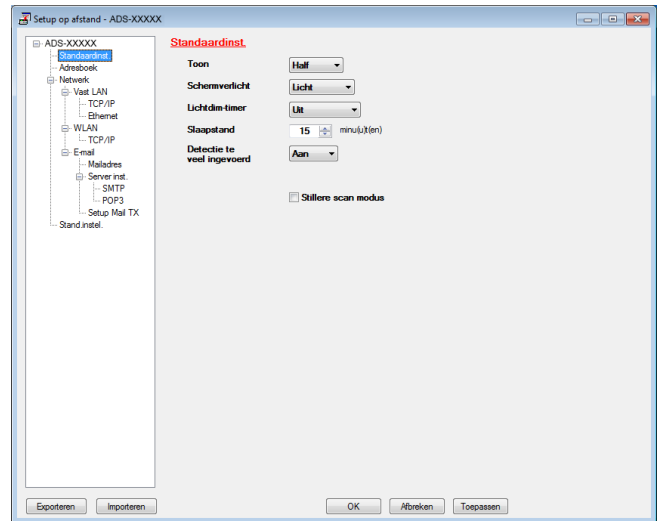 Setup op afstand - ADS-XXXXX
ADS-XXXXX
Standaardinst.
Adresboek
Netwerk
Vast LAN
TCP/IP
Ethernet
WLAN
TCP/IP
E-mail
Mailadres
Server inst.
SMTP
POP3
Setup Mail TX
Stand.instel.
Standaardinst.
Toon Half
Schermverlicht Licht
Lichtdim-timer Uit
Slaapstand 15 minu(u)t(en)
Detectie te
veel ingevoerd Aan
Stillere scan modus
Exporteren Importeren OK Afbreken Toepassen